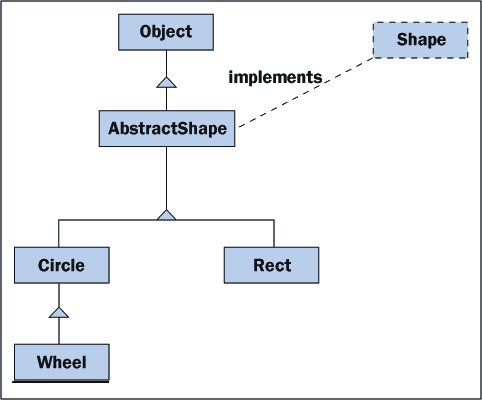 Object
Shape
implements
AbstractShape
Circle
Rect
Wheel